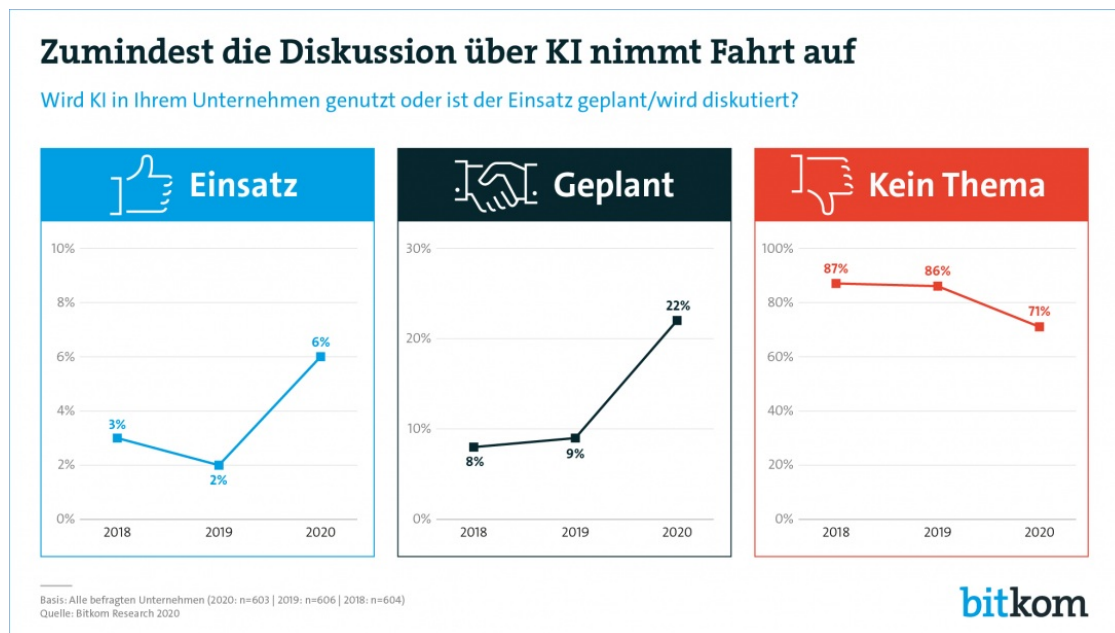 Zumindest die Diskussion über KI nimmt Fahrt auf
Wird KI in Ihrem Unternehmen genutzt oder ist der Einsatz geplant/wird diskutiert?
Einsatz
10%
8%
6%
4%
2%
0%
3%
2%
6%
2018 2019 2020
Geplant
30%
20%
10%
0%
8%
9%
22%
2018 2019 2020
Kein Thema
100%
80%
60%
40%
20%
0%
87%
86%
71%
2018 2019 2020
Basis: Alle befragten Unternehmen (2020: n=603 | 2019: n=606 | 2018: n=604)
Quelle: Bitkom Research 2020
bitkom